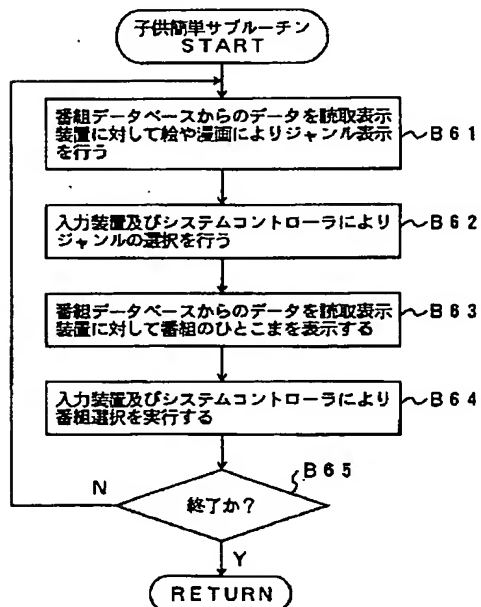 子供簡単サブルーチン
START
番組データベースからのデータを読取表示
装置に対して絵や漫画によりジャンル表示
を行う
B61
入力装置及びシステムコントローラにより
ジャンルの選択を行う
B62
番組データベースからのデータを読取表示
装置に対して番組のひとこまを表示する
B63
入力装置及びシステムコントローラにより
番組選択を実行する
B64
B65
N
終了か?
Y
RETURN